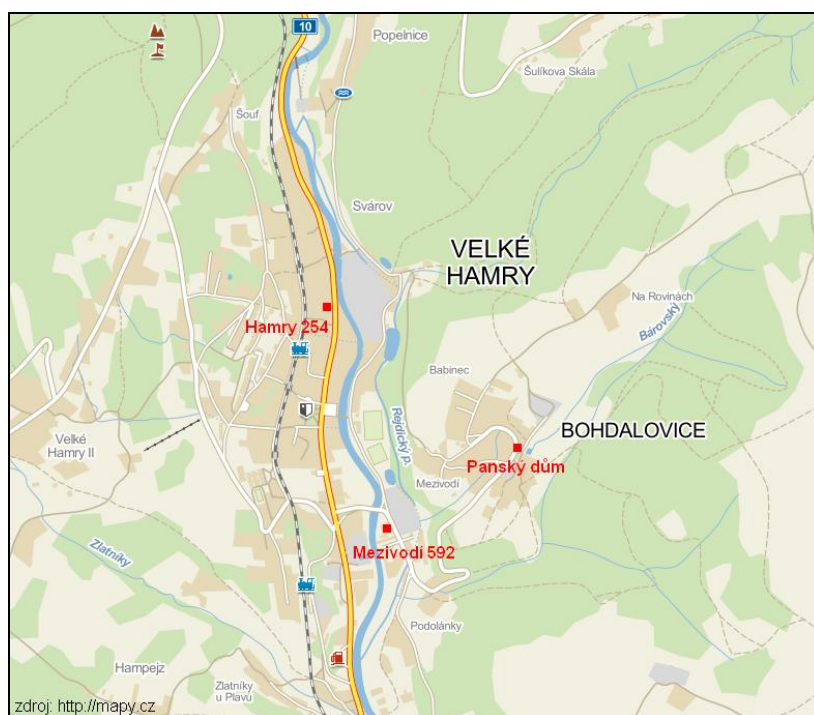 10
Popelnice
Šulíkova Skála
Šouf
Svárov
VELKÉ
HAMRY
Na Rovinách
Hamry 254
Bárovský
Babinec
Rejdický p.
BOHDALOVICE
Velké
Hamry II
Panský dům
Mezivodí
Zlatníky
Mezivodí 592
Podolánky
Hampejz
Zlatníky
u Plavů
zdroj: http://mapy.cz